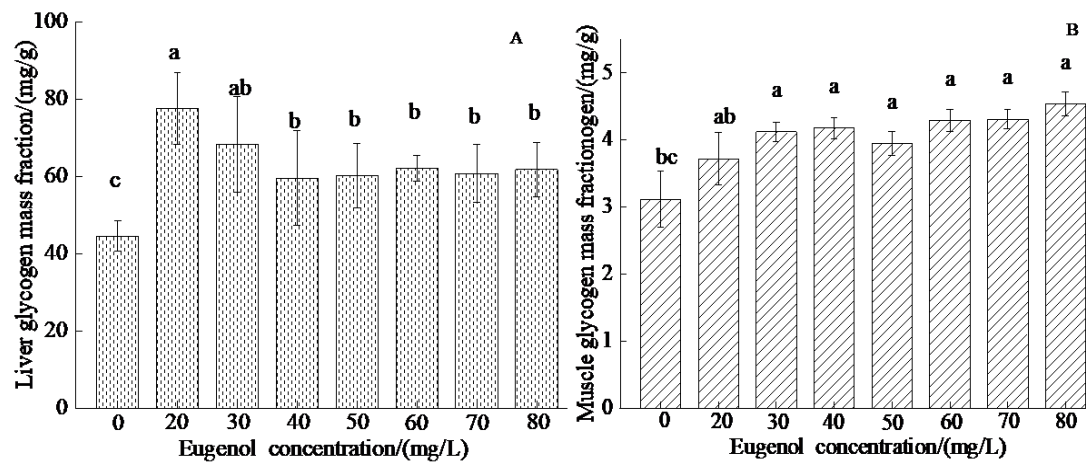 A
Liver glycogen mass fraction/(mg/g)
100
80
60
40
20
0
c
a
ab
b
b
b
b
b
0 20 30 40 50 60 70 80
Eugenol concentration/(mg/L)
B
Muscle glycogen mass fractionogen/(mg/g)
5
4
3
2
1
0
bc
ab
a
a
a
a
a
a
0 20 30 40 50 60 70 80
Eugenol concentration/(mg/L)